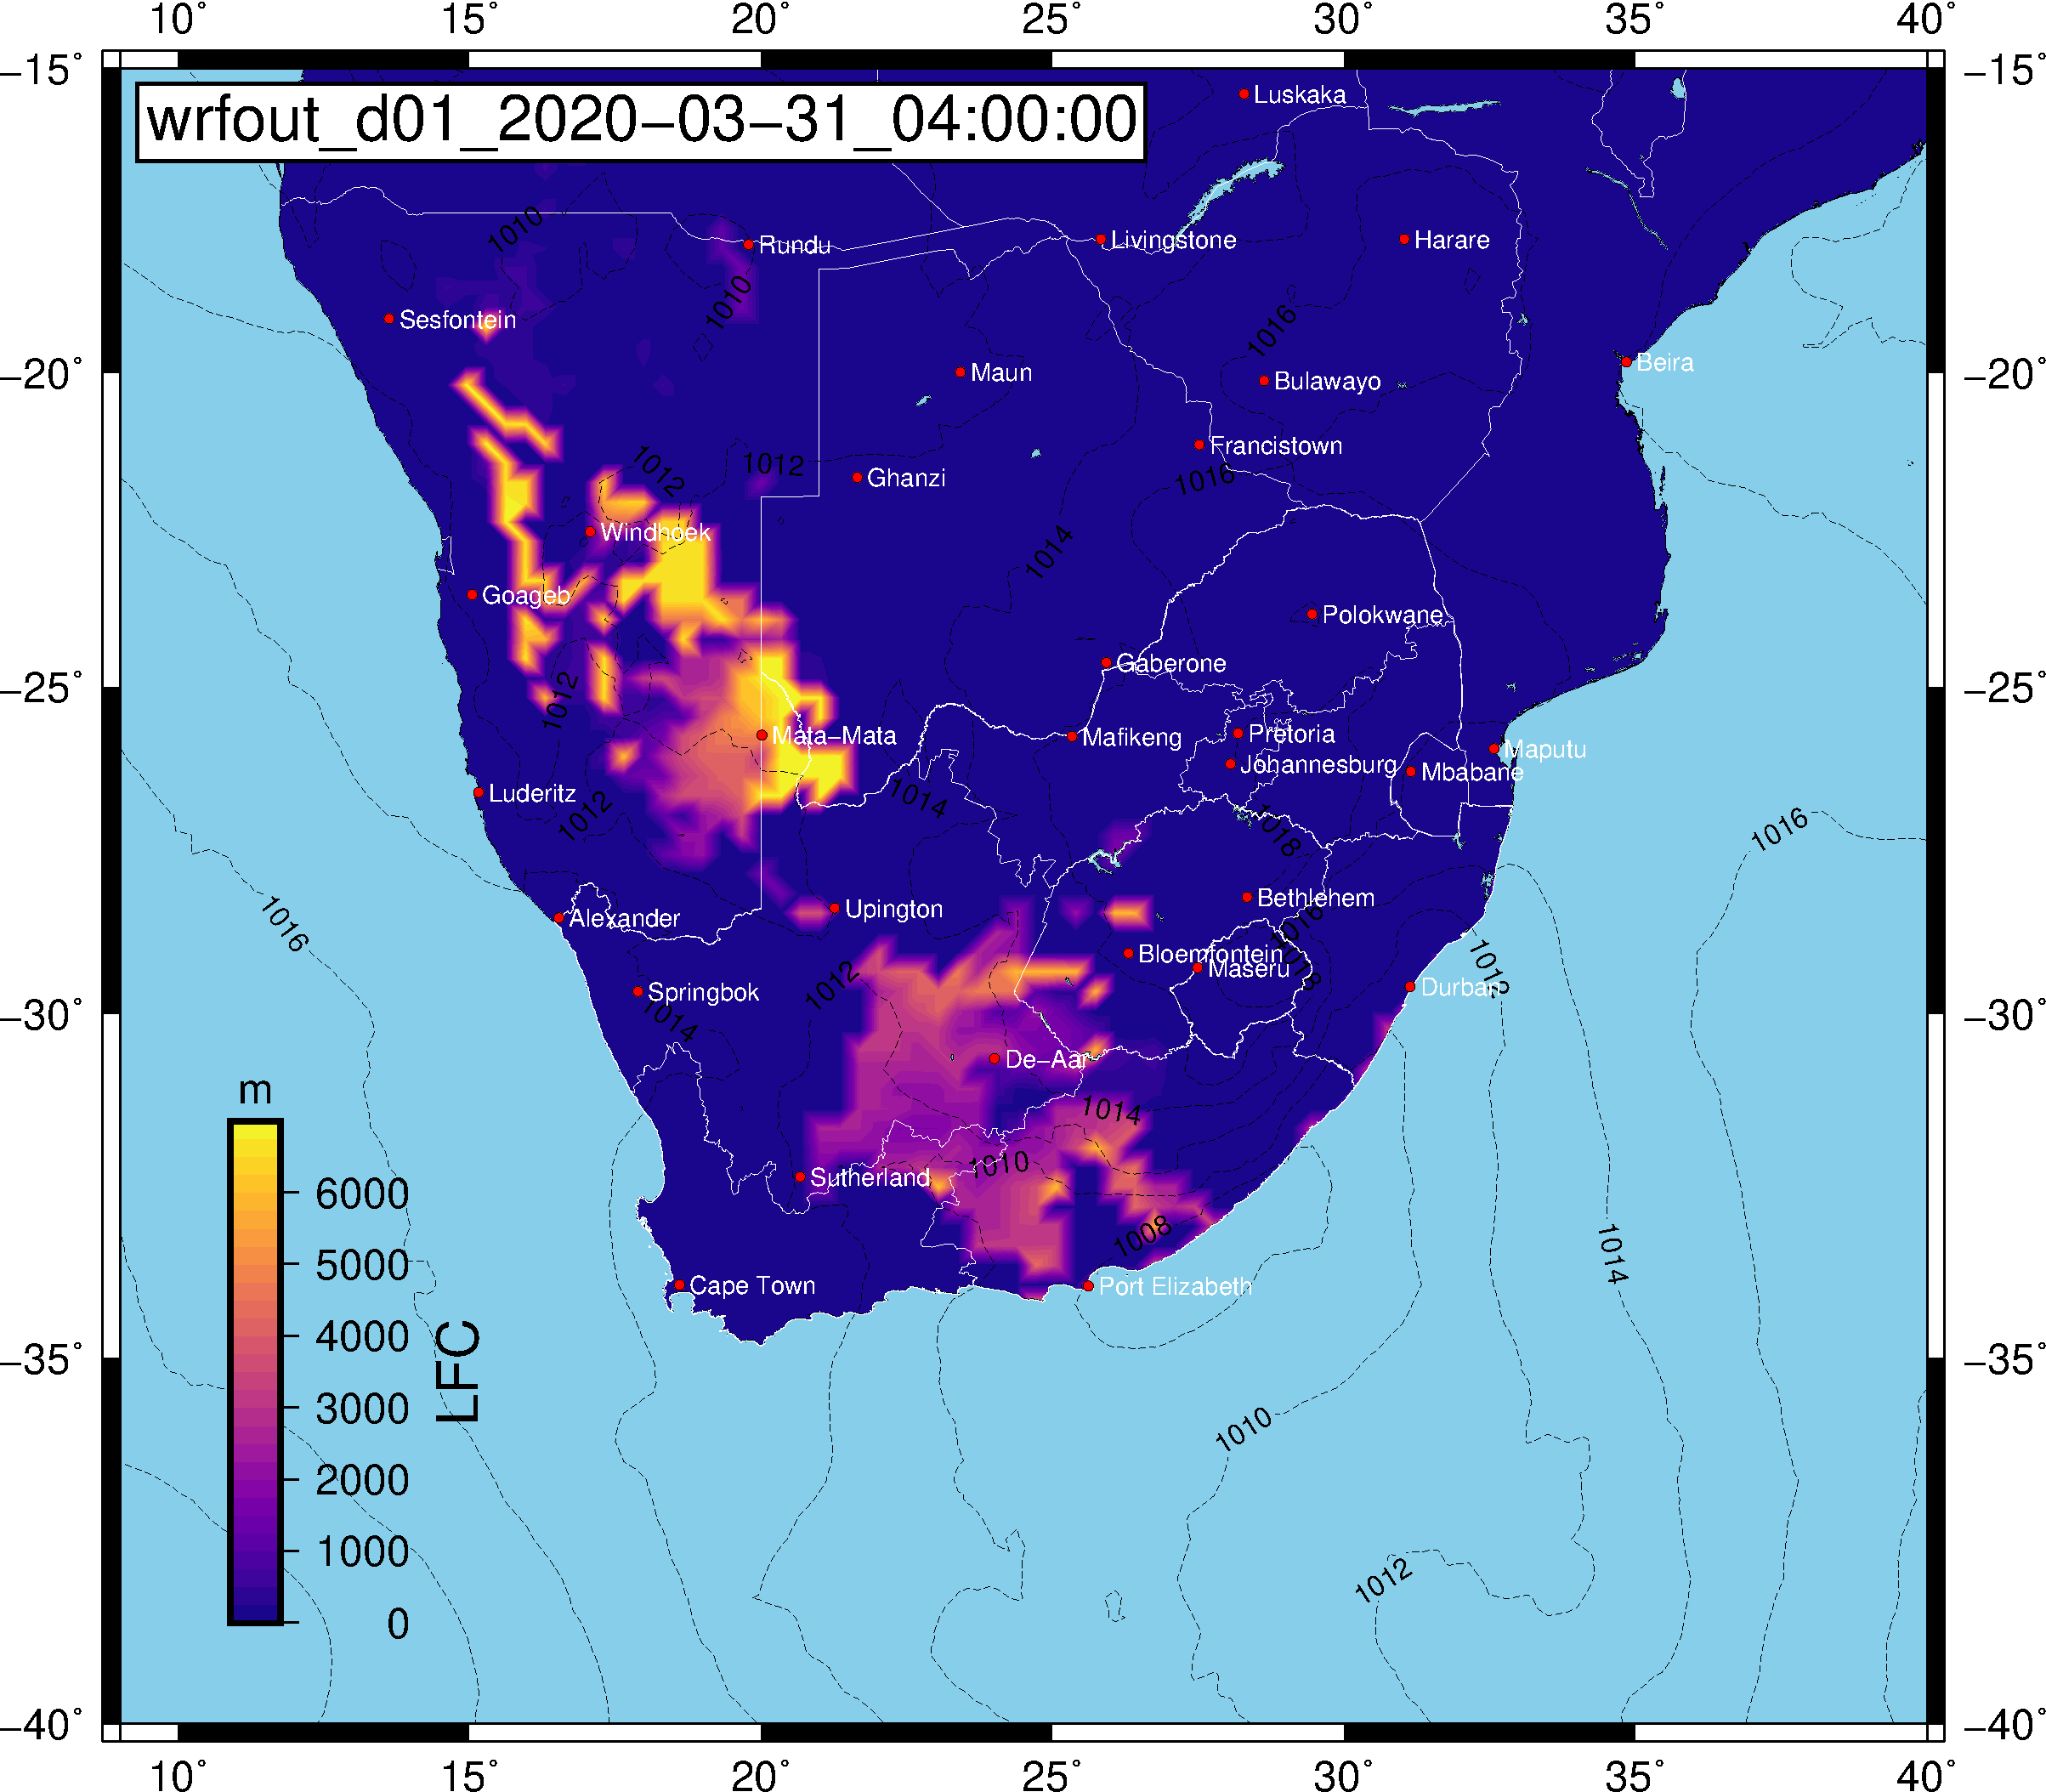 10° 15° 20° 25° 30° 35° 40°
−15° −15°
wrfout_d01_2020−03−31_04:00:00
Luskaka
1010
Rundu
Livingstone
Harare
1010
Sesfontein
1016
Beira
−20° −20°
Maun
Bulawayo
Francistown
1012
1012
Ghanzi
1016
Windhoek
1014
Goageb
Polokwane
Gaberone
−25° −25°
1012
Mata−Mata
Mafikeng
Pretoria
Maputu
Johannesburg
Mbabane
Luderitz
1014
1012
1018
1016
Bethlehem
Upington
Alexander
1016
1016
Bloemfontein
Maseru
1018
1012
1012
Springbok
Durban
−30° −30°
1014
De−Aar
m
1014
1010
Sutherland
6000
1008
1014
5000
Cape Town
Port Elizabeth
4000
−35° −35°
LFC
3000
1010
2000
1000
1012
0
−40° −40°
10° 15° 20° 25° 30° 35° 40°